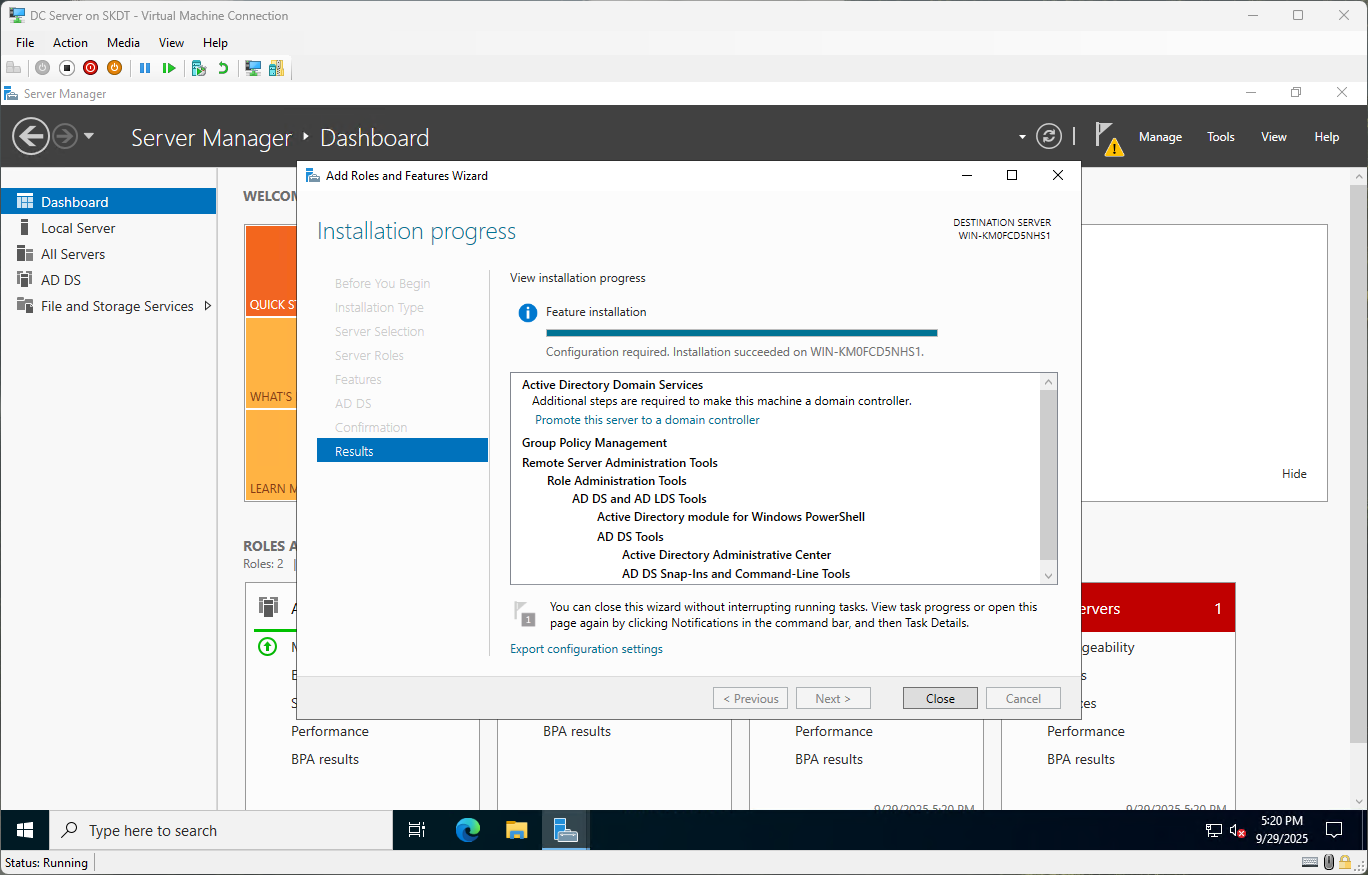 DC Server on SKDT - Virtual Machine Connection
File Action Media View Help
Server Manager
Server Manager Dashboard
Manage Tools View Help
Dashboard
Local Server
All Servers
AD DS
File and Storage Services
QUICK
WHAT'S
LEARN
Hide
Roles: 2
Add Roles and Features Wizard
Installation progress
DESTINATION SERVER
WIN-KM0FCD5NHS1
Before You Begin
Installation Type
Server Selection
Server Roles
Features
AD DS
Confirmation
Results
View installation progress
Feature installation
Configuration required. Installation succeeded on WIN-KM0FCD5NHS1.
Active Directory Domain Services
Additional steps are required to make this machine a domain controller.
Promote this server to a domain controller
Group Policy Management
Remote Server Administration Tools
Role Administration Tools
AD DS and AD LDS Tools
Active Directory module for Windows PowerShell
AD DS Tools
Active Directory Administrative Center
AD DS Snap-Ins and Command-Line Tools
1
You can close this wizard without interrupting running tasks. View task progress or open this
page again by clicking Notifications in the command bar, and then Task Details.
Export configuration settings
< Previous Next > Close Cancel
1
Performance
BPA results
BPA results
Performance
BPA results
Performance
BPA results
9/29/2025 5:20 PM
9/29/2025 5:20 PM
Type here to search
5:20 PM
9/29/2025
Status: Running